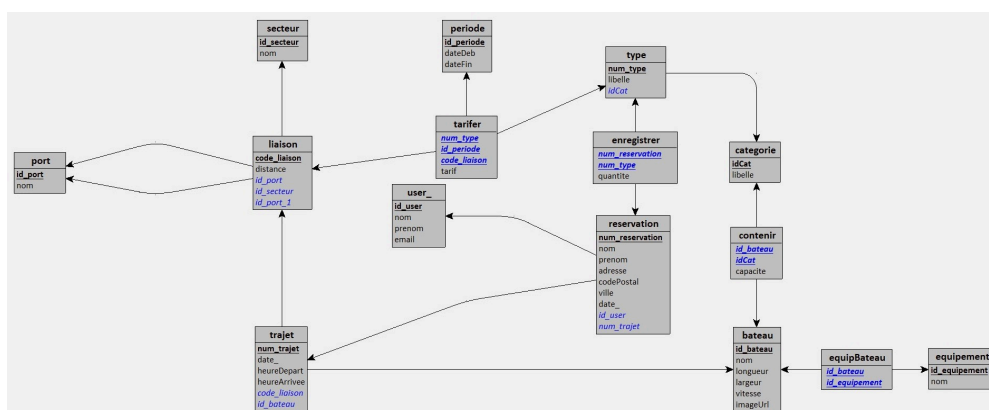 secteur
id_secteur
nom
periode
id_periode
dateDeb
dateFin
type
num_type
libelle
idCat
tarifer
num_type
id_periode
code_liaison
tarif
liaison
code_liaison
distance
id_port
id_secteur
id_port_1
port
id_port
nom
enregistrer
num_reservation
num_type
quantite
categorie
idCat
libelle
user_
id_user
nom
prenom
email
reservation
num_reservation
nom
prenom
adresse
codePostal
ville
date_
id_user
num_trajet
contenir
id_bateau
idCat
capacite
trajet
num_trajet
date_
heureDepart
heureArrivee
code_liaison
id_bateau
bateau
id_bateau
nom
longueur
largeur
vitesse
imageUrl
equipBateau
id_bateau
id_equipement
equipement
id_equipement
nom